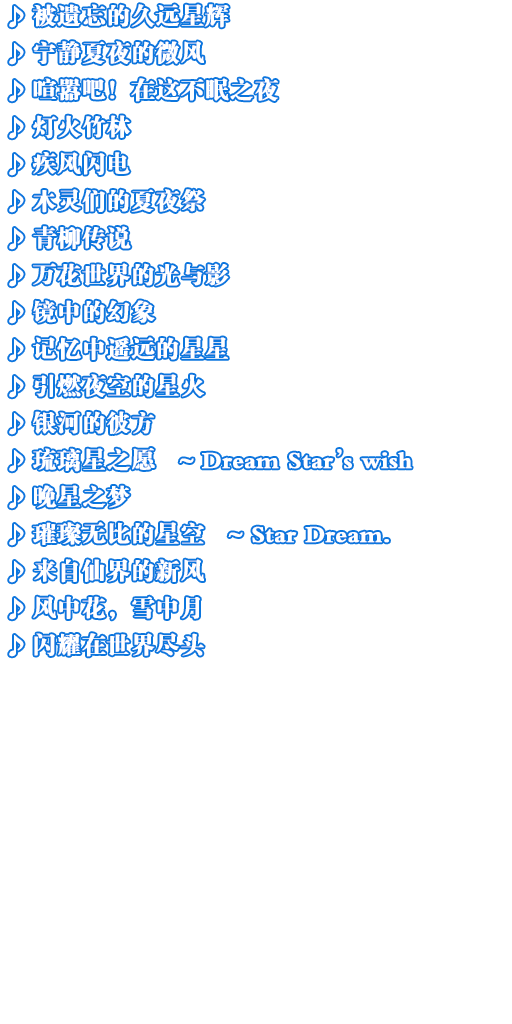 ♪ 被遗忘的久远星辉
♪ 宁静夏夜的微风
♪ 喧嚣吧！在这不眠之夜
♪ 灯火竹林
♪ 疾风闪电
♪ 水灵们的夏夜祭
♪ 青柳传说
♪ 万花世界的光与影
♪ 镜中的幻象
♪ 记忆中遥远的星星
♪ 引燃夜空的星火
♪ 银河的彼方
♪ 琉璃星之愿　~ Dream Star's wish
♪ 晚星之梦
♪ 璀璨无比的星空　~ Star Dream.
♪ 来自仙界的新风
♪ 风中花，雪中月
♪ 闪耀在世界尽头